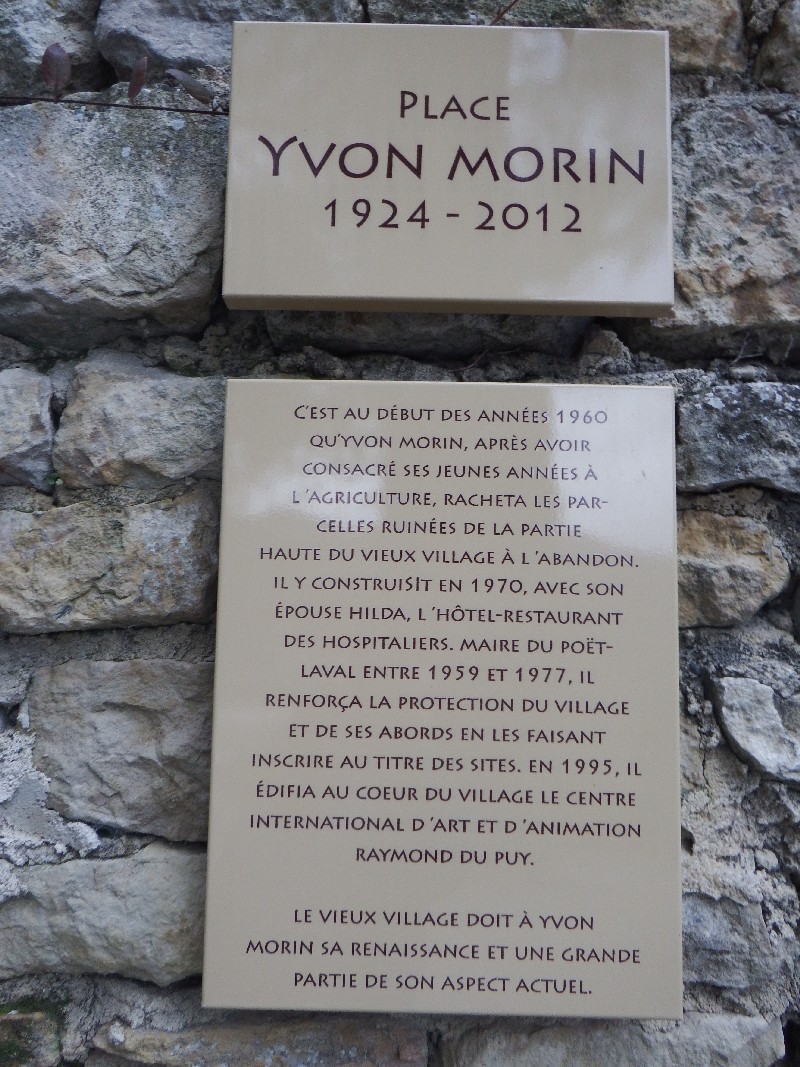 PLACE
YVON MORIN
1924 - 2012
C'EST AU DÉBUT DES ANNÉES 1960
QU'YVON MORIN, APRÈS AVOIR
CONSACRÉ SES JEUNES ANNÉES À
L'AGRICULTURE, RACHETA LES PAR-
CELLES RUINÉES DE LA PARTIE
HAUTE DU VIEUX VILLAGE À L'ABANDON.
IL Y CONSTRUISIT EN 1970, AVEC SON
ÉPOUSE HILDA, L'HÔTEL-RESTAURANT
DES HOSPITALIERS. MAIRE DU POËT-
LAVAL ENTRE 1959 ET 1977, IL
RENFORÇA LA PROTECTION DU VILLAGE
ET DE SES ABORDS EN LES FAISANT
INSCRIRE AU TITRE DES SITES. EN 1995, IL
ÉDIFIA AU COEUR DU VILLAGE LE CENTRE
INTERNATIONAL D'ART ET D'ANIMATION
RAYMOND DU PUY.
LE VIEUX VILLAGE DOIT À YVON
MORIN SA RENAISSANCE ET UNE GRANDE
PARTIE DE SON ASPECT ACTUEL.